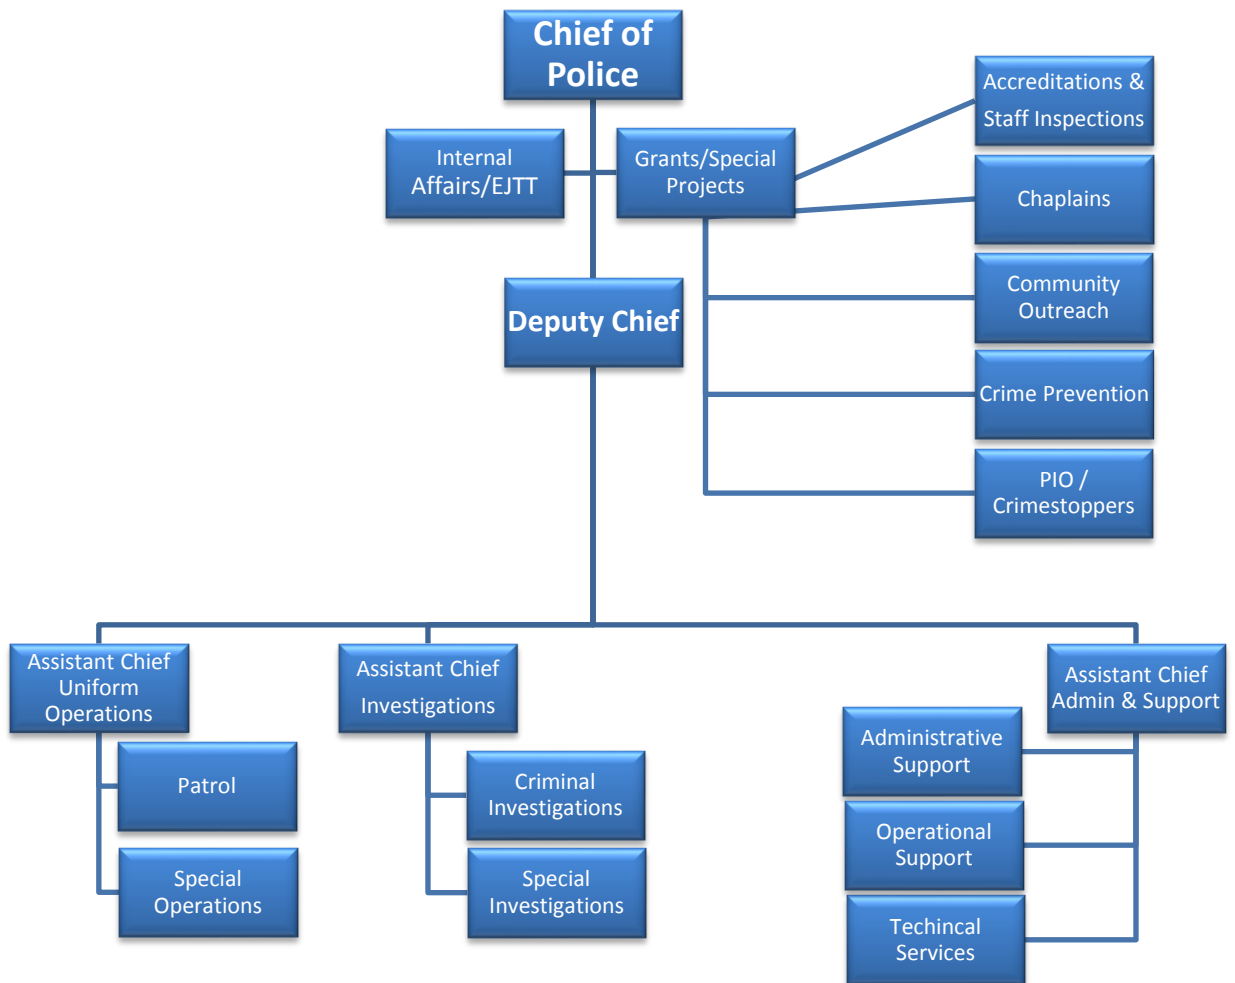 Chief of
Police
Accreditations &
Staff Inspections
Internal
Affairs/EJTT
Grants/Special
Projects
Chaplains
Community
Outreach
Deputy Chief
Crime Prevention
PIO /
Crimestoppers
Assistant Chief
Uniform
Operations
Assistant Chief
Investigations
Assistant Chief
Admin & Support
Patrol
Special
Operations
Criminal
Investigations
Special
Investigations
Administrative
Support
Operational
Support
Techincal
Services